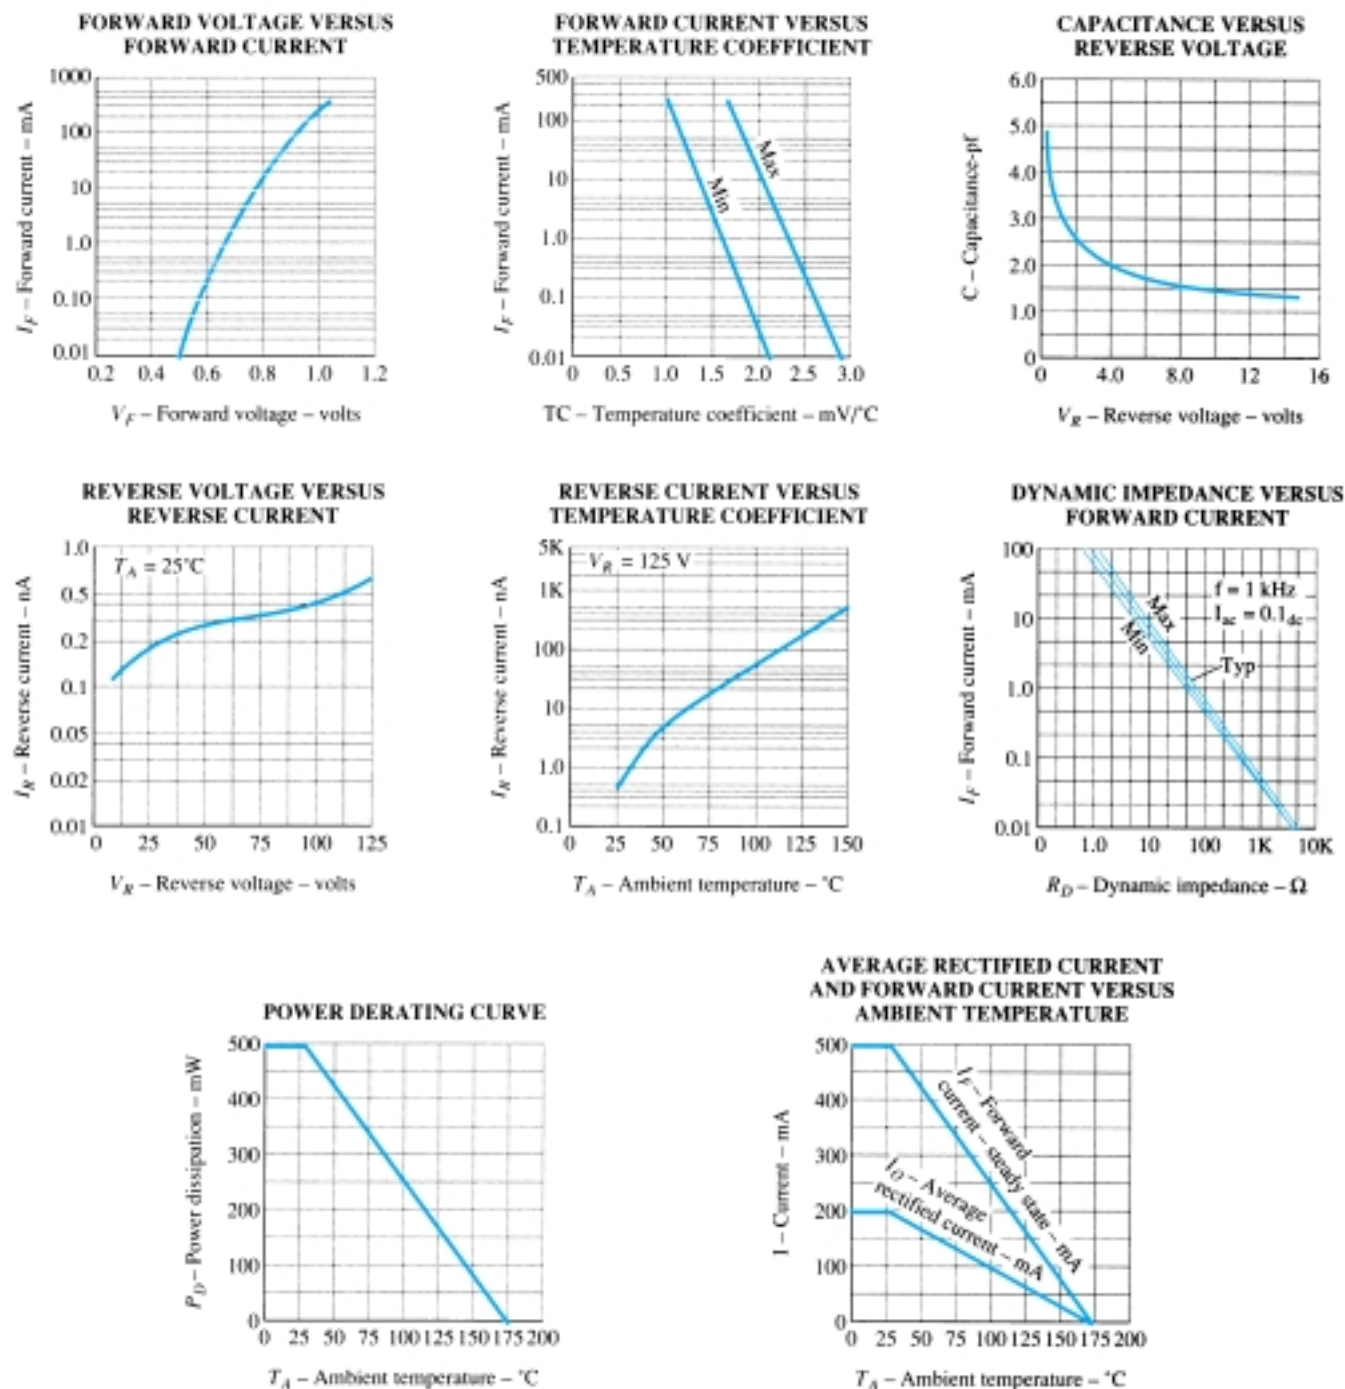 FORWARD VOLTAGE VERSUS
FORWARD CURRENT
1000
100
10
1.0
0.10
0.01
0.2 0.4 0.6 0.8 1.0 1.2
I_F – Forward current – mA
V_F – Forward voltage – volts
FORWARD CURRENT VERSUS
TEMPERATURE COEFFICIENT
500
100
10
1.0
0.1
0.01
0 0.5 1.0 1.5 2.0 2.5 3.0
Min
Max
I_F – Forward current – mA
TC – Temperature coefficient – mV/°C
CAPACITANCE VERSUS
REVERSE VOLTAGE
6.0
5.0
4.0
3.0
2.0
1.0
0
0 4.0 8.0 12 16
C – Capacitance-pf
V_R – Reverse voltage – volts
REVERSE VOLTAGE VERSUS
REVERSE CURRENT
1.0
0.5
0.2
0.1
0.05
0.02
0.01
0 25 50 75 100 125
T_A = 25°C
I_R – Reverse current – nA
V_R – Reverse voltage – volts
REVERSE CURRENT VERSUS
TEMPERATURE COEFFICIENT
5K
1K
100
10
1.0
0.1
0 25 50 75 100 125 150
V_R = 125 V
I_R – Reverse current – nA
T_A – Ambient temperature – °C
DYNAMIC IMPEDANCE VERSUS
FORWARD CURRENT
100
10
1.0
0.1
0.01
0 1.0 10 100 1K 10K
f = 1 kHz
I_ac = 0.1_dc
Max
Min
Typ
I_F – Forward current – mA
R_D – Dynamic impedance – Ω
POWER DERATING CURVE
500
400
300
200
100
0
0 25 50 75 100 125 150 175 200
P_D – Power dissipation – mW
T_A – Ambient temperature – °C
AVERAGE RECTIFIED CURRENT
AND FORWARD CURRENT VERSUS
AMBIENT TEMPERATURE
500
400
300
200
100
0
0 25 50 75 100 125 150 175 200
I_F – Forward
current – steady state – mA
I_O – Average
rectified current – mA
I – Current – mA
T_A – Ambient temperature – °C